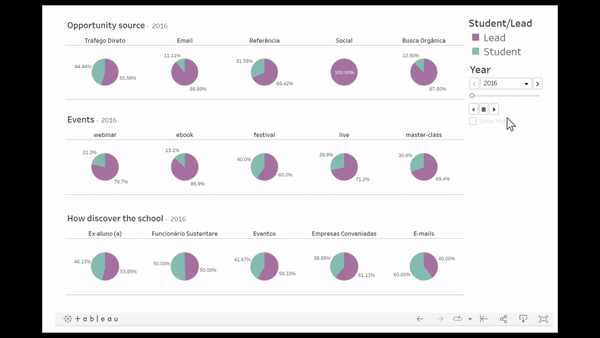 Opportunity source - 2016
Tráfego Direto Email Referência Social Busca Orgânica
44.44% 55.56% 11.11% 88.89% 31.58% 68.42% 100.00% 12.50% 87.50%
Events - 2016
webinar ebook festival live master-class
21.3% 78.7% 13.1% 86.9% 40.0% 60.0% 28.8% 71.2% 30.6% 69.4%
How discover the school - 2016
Ex-aluno (a) Funcionário Sustentare Eventos Empresas Conveniadas E-mails
46.15% 53.85% 50.00% 50.00% 41.67% 58.33% 38.89% 61.11% 60.00% 40.00%
Student/Lead
Lead
Student
Year
2016
+ableau